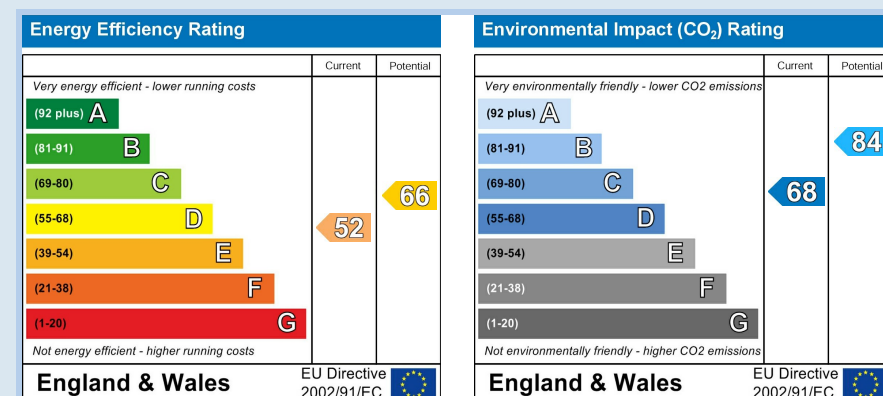 Energy Efficiency Rating
Current Potential
Very energy efficient - lower running costs
(92 plus) A
(81-91) B
(69-80) C
(55-68) D
(39-54) E
(21-38) F
(1-20) G
52
66
Not energy efficient - higher running costs
England & Wales
EU Directive
2002/91/EC
Environmental Impact (CO₂) Rating
Current Potential
Very environmentally friendly - lower CO2 emissions
(92 plus) A
(81-91) B
(69-80) C
(55-68) D
(39-54) E
(21-38) F
(1-20) G
68
84
Not environmentally friendly - higher CO2 emissions
England & Wales
EU Directive
2002/91/EC